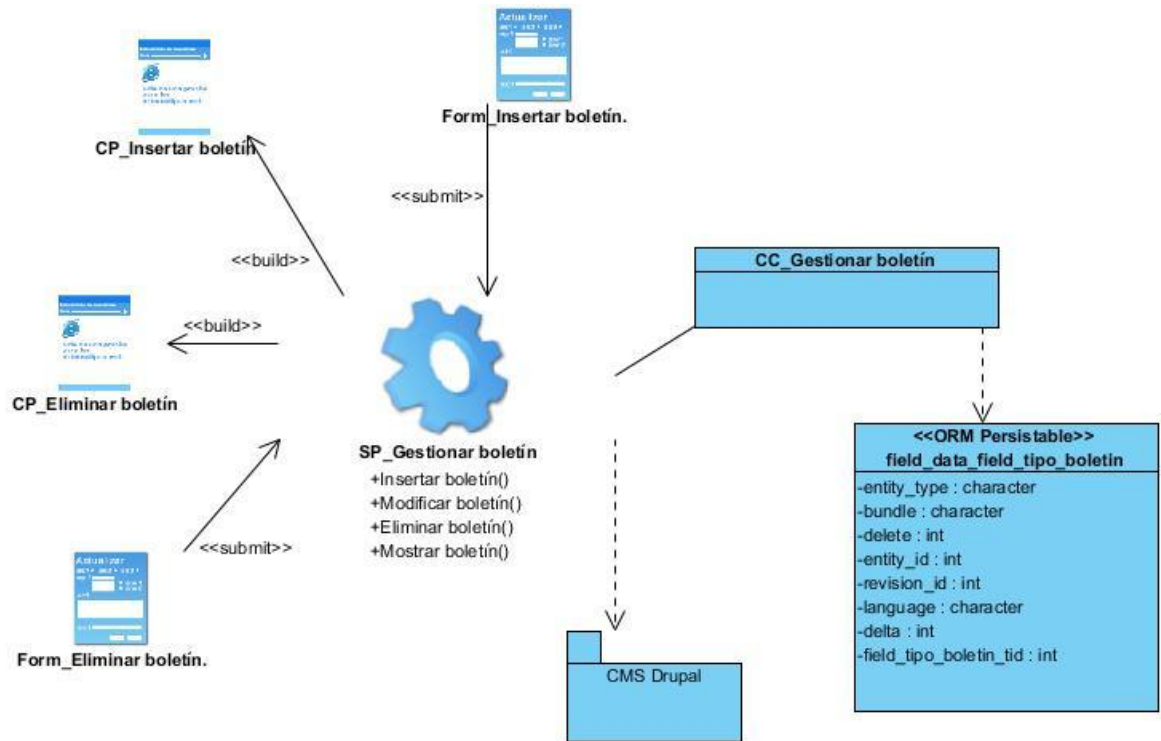 Actualizar
Form_Insertar boletín.
CP_Insertar boletín
<<submit>>
<<build>>
CC_Gestionar boletín
<<build>>
CP_Eliminar boletín
SP_Gestionar boletín
+Insertar boletín()
+Modificar boletín()
+Eliminar boletín()
+Mostrar boletín()
<<ORM Persistable>>
field_data_field_tipo_boletin
-entity_type : character
-bundle : character
-delete : int
-entity_id : int
-revision_id : int
-language : character
-delta : int
-field_tipo_boletin_tid : int
<<submit>>
Actualizar
Form_Eliminar boletín.
CMS Drupal